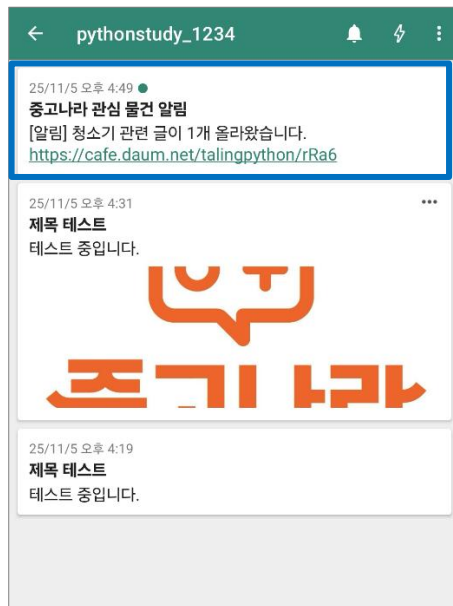 pythonstudy_1234
25/11/5 오후 4:49
중고나라 관심 물건 알림
[알림] 청소기 관련 글이 1개 올라왔습니다.
https://cafe.daum.net/talingpython/rRa6
25/11/5 오후 4:31
제목 테스트
테스트 중입니다.
중고나라
25/11/5 오후 4:19
제목 테스트
테스트 중입니다.